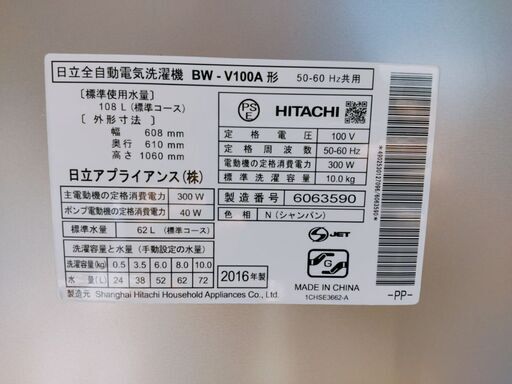 日立全自動電気洗濯機 BW - V100A 形 50-60 Hz共用
〔標準使用水量〕
108 L (標準コース)
〔外形寸法〕
幅 608 mm
奥行 610 mm
高さ 1060 mm
日立アプライアンス(株)
主電動機の定格消費電力 300 W
ポンプ電動機の定格消費電力 40 W
標準水量 62 L (標準コース)
洗濯容量と水量 (手動設定の水量)
洗濯容量(kg) 0.5 3.5 6.0 8.0 10.0
水量(L) 24 38 52 62 72
製造元 Shanghai Hitachi Household Appliances Co., Ltd.
PS
E
HITACHI
定格電圧 100 V
定格周波数 50-60 Hz
電動機の定格消費電力 300 W
標準洗濯容量 10.0 kg
製造番号 6063590
色相 N (シャンパン)
S JET
2016年製
G
MADE IN CHINA
1CHSE3662-A
-PP-